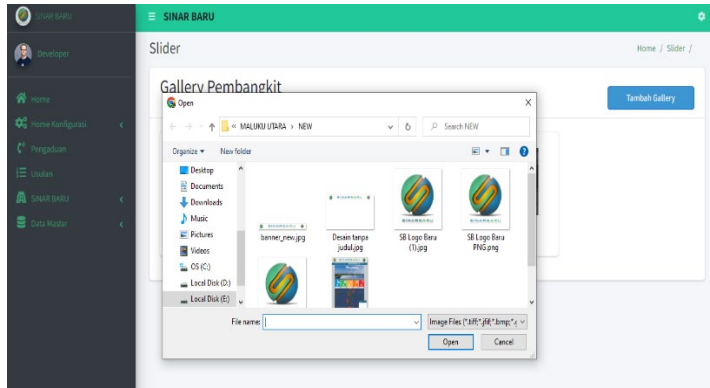 SINAR BARU
SINAR BARU
Developer
Slider
Home / Slider /
Home
Home Konfigurasi
Pengaduan
Usulan
SINAR BARU
Data Master
Gallery Pembangkit
Tambah Gallery
Open
« MALUKU UTARA › NEW
Search NEW
Organize
New folder
Desktop
Documents
Downloads
Music
Pictures
Videos
OS (C:)
Local Disk (D:)
Local Disk (E:)
banner_new.jpg
Desain tanpa
judul.jpg
SB Logo Baru
(1).jpg
SB Logo Baru
PNG.png
File name:
Image Files (*.tiff;*.jfif;*.bmp;*.
Open
Cancel